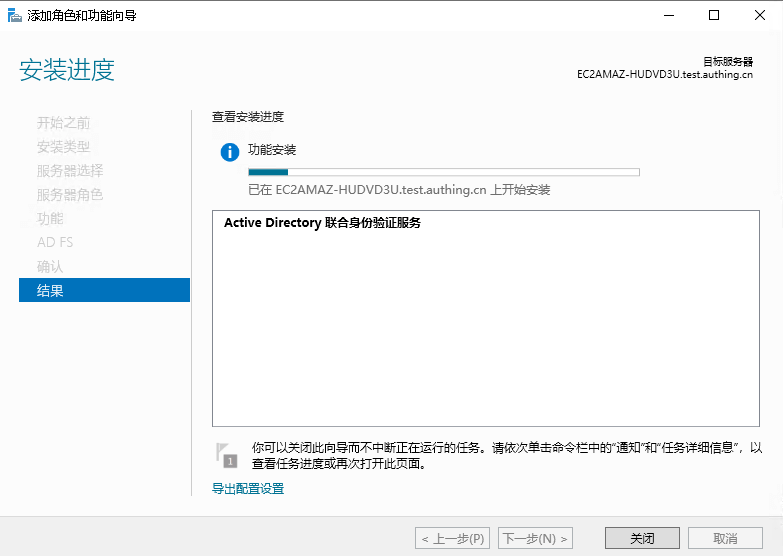 添加角色和功能向导
安装进度
目标服务器
EC2AMAZ-HUDVD3U.test.authing.cn
开始之前
安装类型
服务器选择
服务器角色
功能
AD FS
确认
结果
查看安装进度
功能安装
已在 EC2AMAZ-HUDVD3U.test.authing.cn 上开始安装
Active Directory 联合身份验证服务
1
你可以关闭此向导而不中断正在运行的任务。请依次单击命令栏中的"通知"和"任务详细信息"，以
查看任务进度或再次打开此页面。
导出配置设置
< 上一步(P)
下一步(N) >
关闭
取消